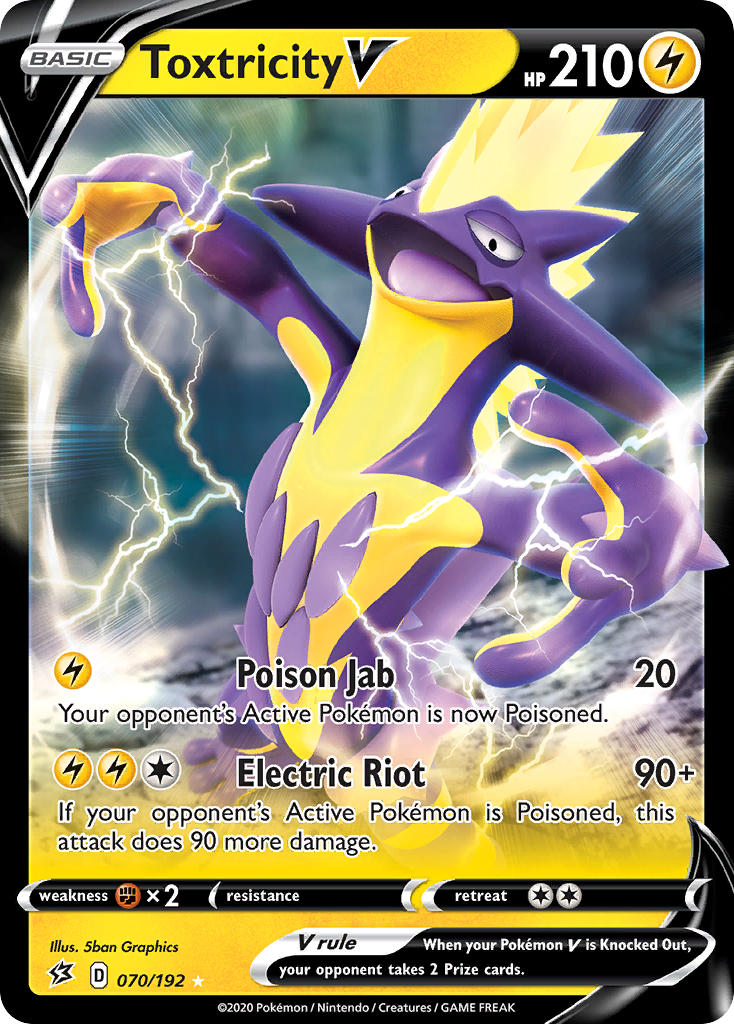 BASIC Toxtricity V HP 210
Poison Jab 20
Your opponent's Active Pokémon is now Poisoned.
Electric Riot 90+
If your opponent's Active Pokémon is Poisoned, this
attack does 90 more damage.
weakness ×2 resistance retreat
Illus. 5ban Graphics
D 070/192
V rule When your Pokémon V is Knocked Out,
your opponent takes 2 Prize cards.
©2020 Pokémon / Nintendo / Creatures / GAME FREAK